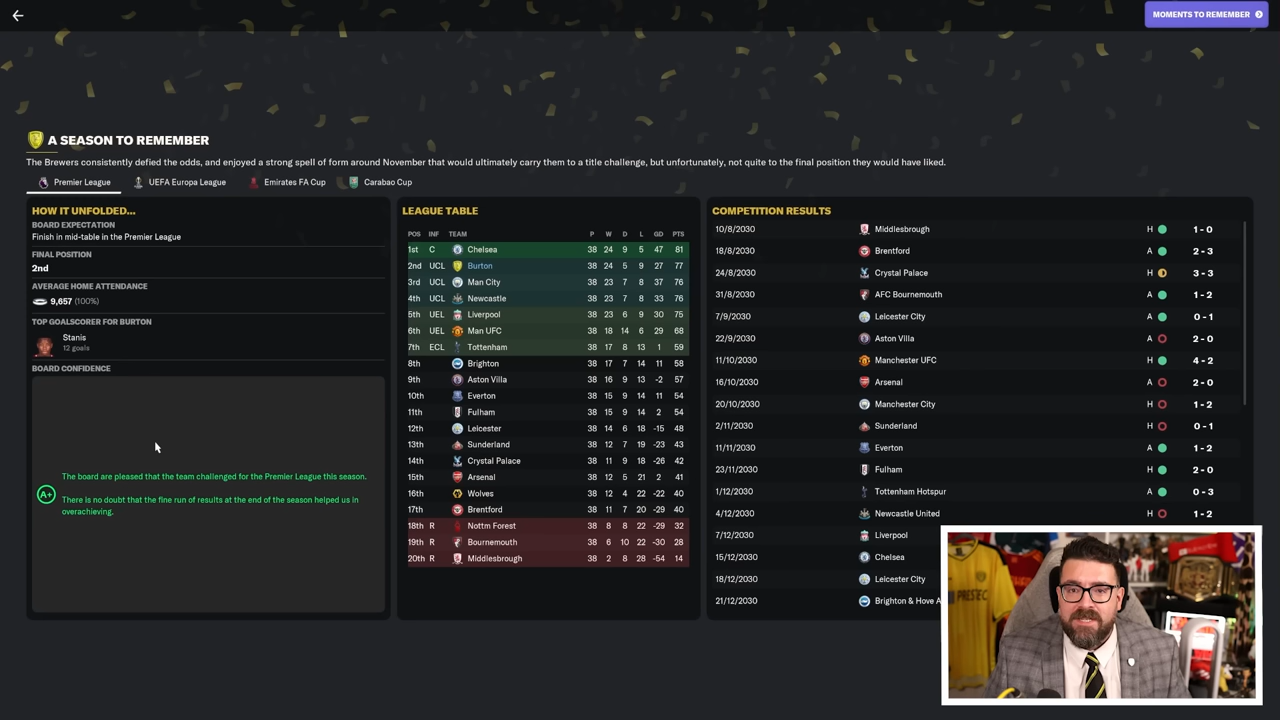 MOMENTS TO REMEMBER
A SEASON TO REMEMBER
The Brewers consistently defied the odds, and enjoyed a strong spell of form around November that would ultimately carry them to a title challenge, but unfortunately, not quite to the final position they would have liked.
Premier League UEFA Europa League Emirates FA Cup Carabao Cup
HOW IT UNFOLDED...
BOARD EXPECTATION
Finish in mid-table in the Premier League
FINAL POSITION
2nd
AVERAGE HOME ATTENDANCE
9,657 (100%)
TOP GOALSCORER FOR BURTON
Stanis
12 goals
BOARD CONFIDENCE
A+
The board are pleased that the team challenged for the Premier League this season.
There is no doubt that the fine run of results at the end of the season helped us in
overachieving.
LEAGUE TABLE
POS INF TEAM P W D L GD PTS
1st C Chelsea 38 24 9 5 47 81
2nd UCL Burton 38 24 5 9 27 77
3rd UCL Man City 38 23 7 8 37 76
4th UCL Newcastle 38 23 7 8 33 76
5th UEL Liverpool 38 23 6 9 30 75
6th UEL Man UFC 38 18 14 6 29 68
7th ECL Tottenham 38 17 8 13 1 59
8th Brighton 38 17 7 14 11 58
9th Aston Villa 38 16 9 13 -2 57
10th Everton 38 15 9 14 11 54
11th Fulham 38 15 9 14 2 54
12th Leicester 38 14 6 18 -15 48
13th Sunderland 38 12 7 19 -23 43
14th Crystal Palace 38 11 9 18 -26 42
15th Arsenal 38 12 5 21 2 41
16th Wolves 38 12 4 22 -22 40
17th Brentford 38 11 7 20 -29 40
18th R Nottm Forest 38 8 8 22 -29 32
19th R Bournemouth 38 6 10 22 -30 28
20th R Middlesbrough 38 2 8 28 -54 14
COMPETITION RESULTS
10/8/2030 Middlesbrough H 1 - 0
18/8/2030 Brentford A 2 - 3
24/8/2030 Crystal Palace H 3 - 3
31/8/2030 AFC Bournemouth A 1 - 2
7/9/2030 Leicester City A 0 - 1
22/9/2030 Aston Villa A 2 - 0
11/10/2030 Manchester UFC H 4 - 2
16/10/2030 Arsenal A 2 - 0
20/10/2030 Manchester City H 1 - 2
2/11/2030 Sunderland H 0 - 1
11/11/2030 Everton A 1 - 2
23/11/2030 Fulham H 2 - 0
1/12/2030 Tottenham Hotspur A 0 - 3
4/12/2030 Newcastle United H 1 - 2
7/12/2030 Liverpool
15/12/2030 Chelsea
18/12/2030 Leicester City
21/12/2030 Brighton & Hove A